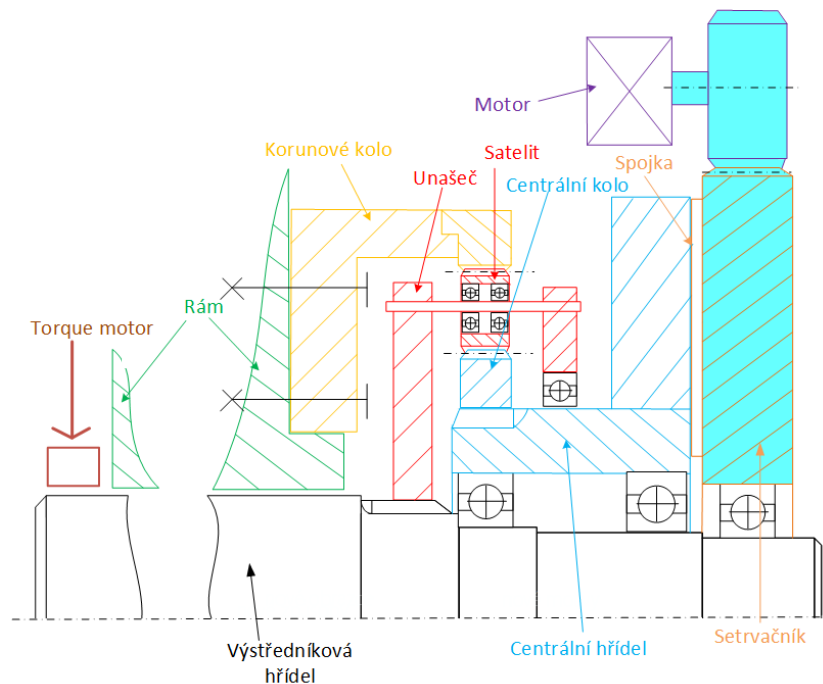 Motor
Korunové kolo
Satelit
Spojka
Unašeč
Centrální kolo
Rám
Torque motor
Setrvačník
Výstředníková
hřídel
Centrální hřídel